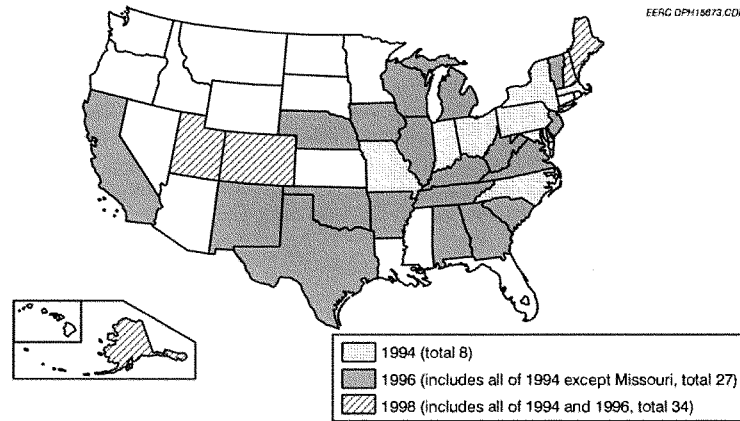 EERC DPH15673.CDR
1994 (total 8)
1996 (includes all of 1994 except Missouri, total 27)
1998 (includes all of 1994 and 1996, total 34)